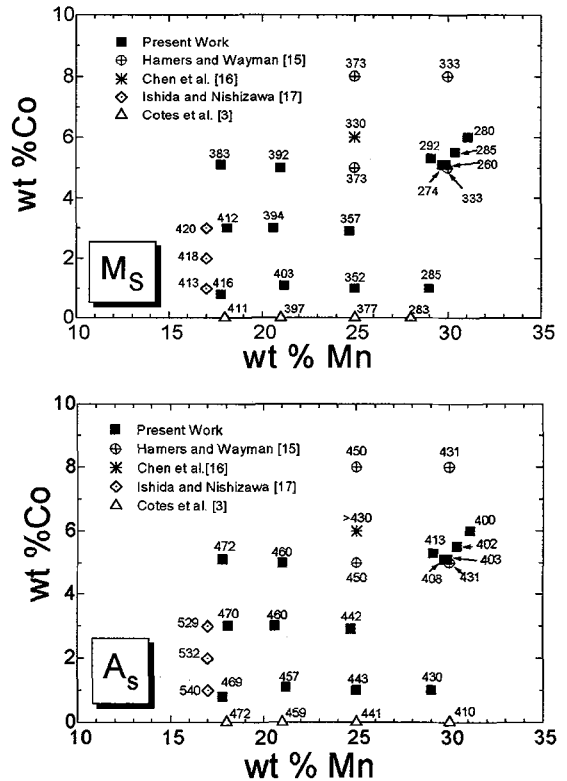 10
8
6
4
2
0
wt %Co
Present Work
Hamers and Wayman [15]
Chen et al. [16]
Ishida and Nishizawa [17]
Cotes et al. [3]
373 333
330 280
383 392 373 292 285
260
274 333
420 412 394 357
418
413 416 403 352 285
411 397 377 283
MS
10 15 20 25 30 35
wt % Mn
10
8
6
4
2
0
wt %Co
Present Work
Hamers and Wayman [15]
Chen et al.[16]
Ishida and Nishizawa [17]
Cotes et al. [3]
450 431
>430 400
472 460 450 413 402
403
408 431
529 470 460 442
532
540 469 457 443 430
472 459 441 410
As
10 15 20 25 30 35
wt % Mn